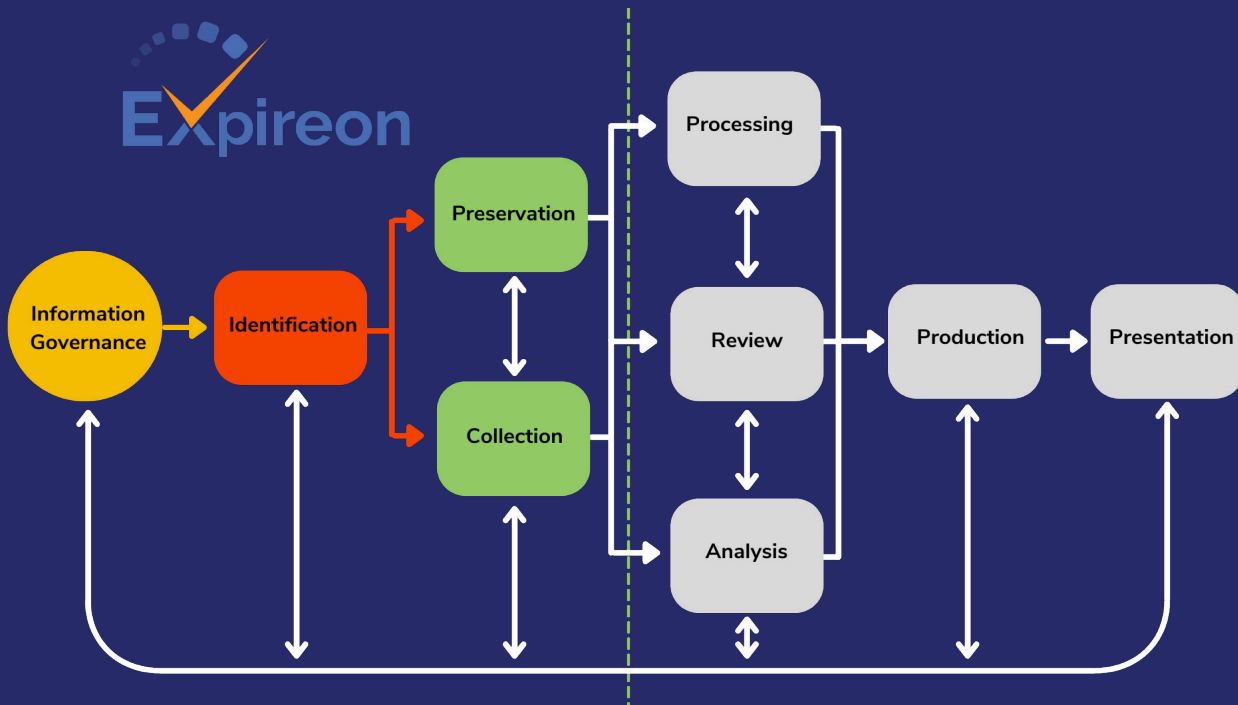 Expireon
Processing
Preservation
Information
Governance
Identification
Review
Production
Presentation
Collection
Analysis